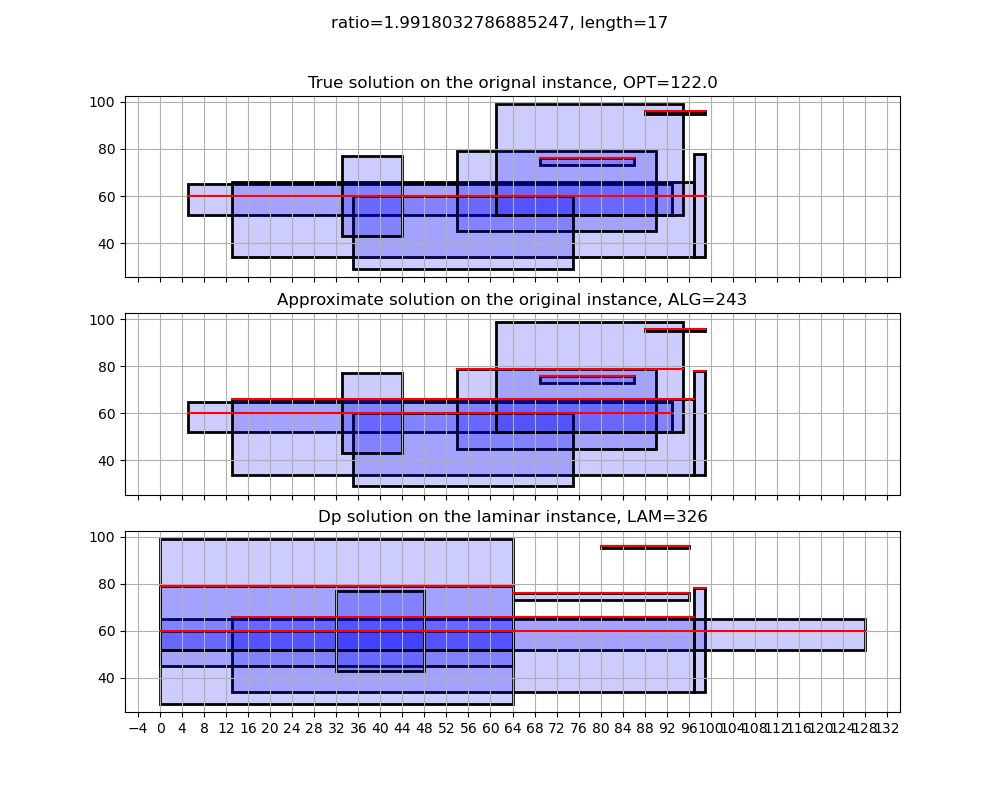 ratio=1.9918032786885247, length=17
True solution on the orignal instance, OPT=122.0
100
80
60
40
Approximate solution on the original instance, ALG=243
100
80
60
40
Dp solution on the laminar instance, LAM=326
100
80
60
40
−4 0 4 8 12 16 20 24 28 32 36 40 44 48 52 56 60 64 68 72 76 80 84 88 92 96 100 104 108 112 116 120 124 128 132